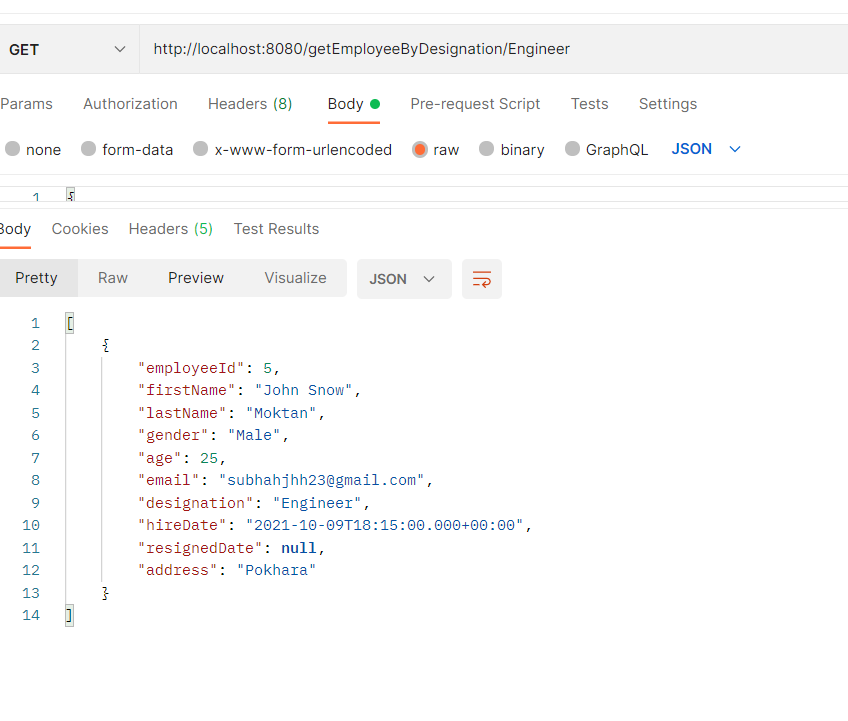 GET http://localhost:8080/getEmployeeByDesignation/Engineer
Params Authorization Headers (8) Body Pre-request Script Tests Settings
none form-data x-www-form-urlencoded raw binary GraphQL JSON
1 {
Body Cookies Headers (5) Test Results
Pretty Raw Preview Visualize JSON
1 [
2 {
3 "employeeId": 5,
4 "firstName": "John Snow",
5 "lastName": "Moktan",
6 "gender": "Male",
7 "age": 25,
8 "email": "subhahjhh23@gmail.com",
9 "designation": "Engineer",
10 "hireDate": "2021-10-09T18:15:00.000+00:00",
11 "resignedDate": null,
12 "address": "Pokhara"
13 }
14 ]